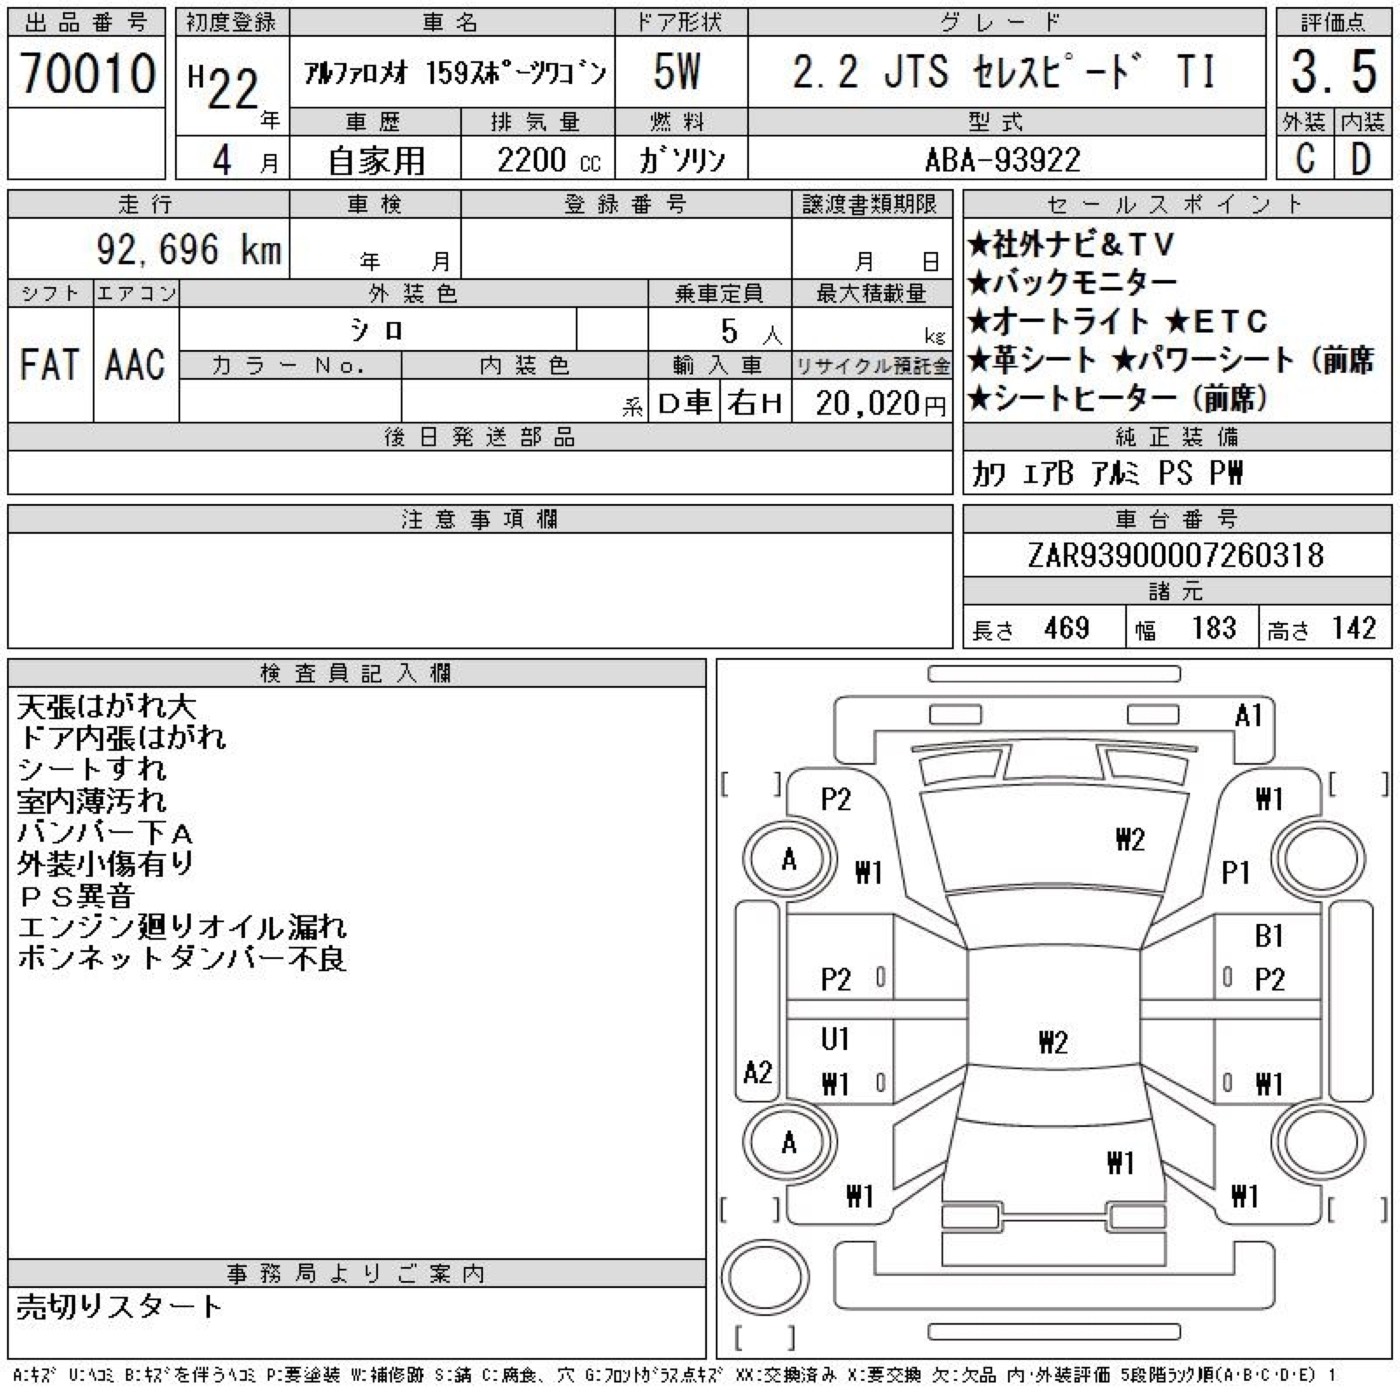 出品番号 初度登録 車名 ドア形状 グレード 評価点
70010 H22年 アルファロメオ 159スポーツワゴン 5W 2.2 JTS セレスピード TI 3.5
車歴 排気量 燃料 型式 外装 内装
4月 自家用 2200cc ガソリン ABA-93922 C D
走行 車検 登録番号 譲渡書類期限 セールスポイント
92,696 km 年 月 月 日
★社外ナビ&TV
★バックモニター
★オートライト ★ETC
★革シート ★パワーシート（前席
★シートヒーター（前席）
シフト エアコン 外装色 乗車定員 最大積載量
FAT AAC シロ 5人 kg
カラーNo. 内装色 輸入車 リサイクル預託金
系 D車 右H 20,020円
後日発送部品 純正装備
カワ エアB アルミ PS PW
注意事項欄 車台番号
ZAR93900007260318
諸元
長さ 469 幅 183 高さ 142
検査員記入欄
天張はがれ大
ドア内張はがれ
シートすれ
室内薄汚れ
バンパー下A
外装小傷有り
PS異音
エンジン廻りオイル漏れ
ボンネットダンパー不良
A1
P2 W1
W2
A W1 P1
B1
P2 P2
U1 W2
A2 W1 W1
A
W1
W1 W1
事務局よりご案内
売切りスタート
A:キズ U:ヘコミ B:キズを伴うヘコミ P:要塗装 W:補修跡 S:錆 C:腐食、穴 G:フロントガラス点キズ XX:交換済み X:要交換 欠:欠品 内・外装評価 5段階ランク順(A・B・C・D・E) 1